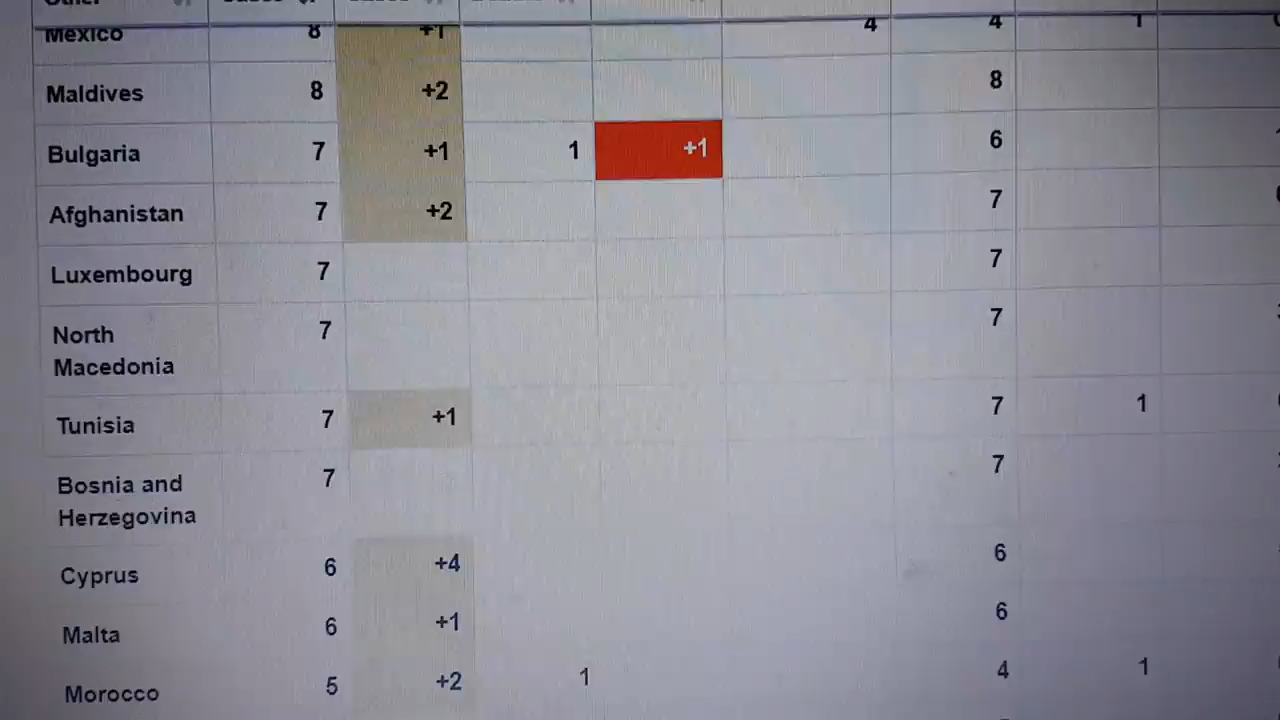 Mexico 8 +1 4 4 1
Maldives 8 +2 8
Bulgaria 7 +1 1 +1 6
Afghanistan 7 +2 7
Luxembourg 7 7
North
Macedonia 7 7
Tunisia 7 +1 7 1
Bosnia and
Herzegovina 7 7
Cyprus 6 +4 6
Malta 6 +1 6
Morocco 5 +2 1 4 1